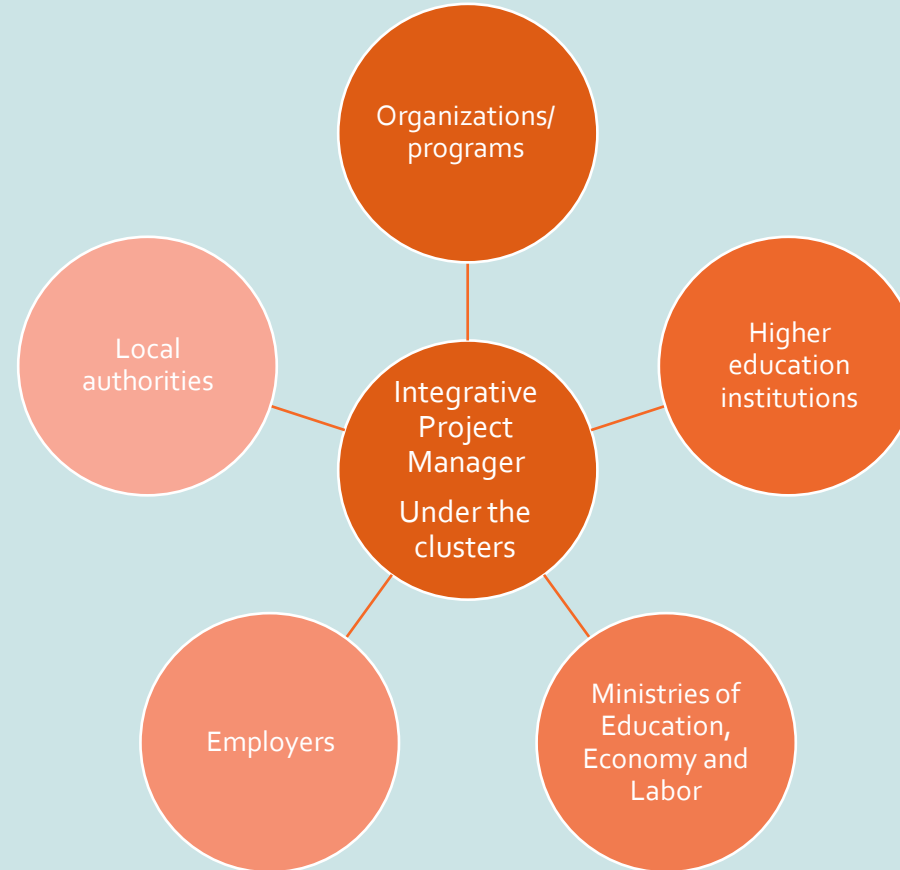 Organizations/
programs
Higher
education
institutions
Local
authorities
Integrative
Project
Manager
Under the
clusters
Ministries of
Education,
Economy and
Labor
Employers